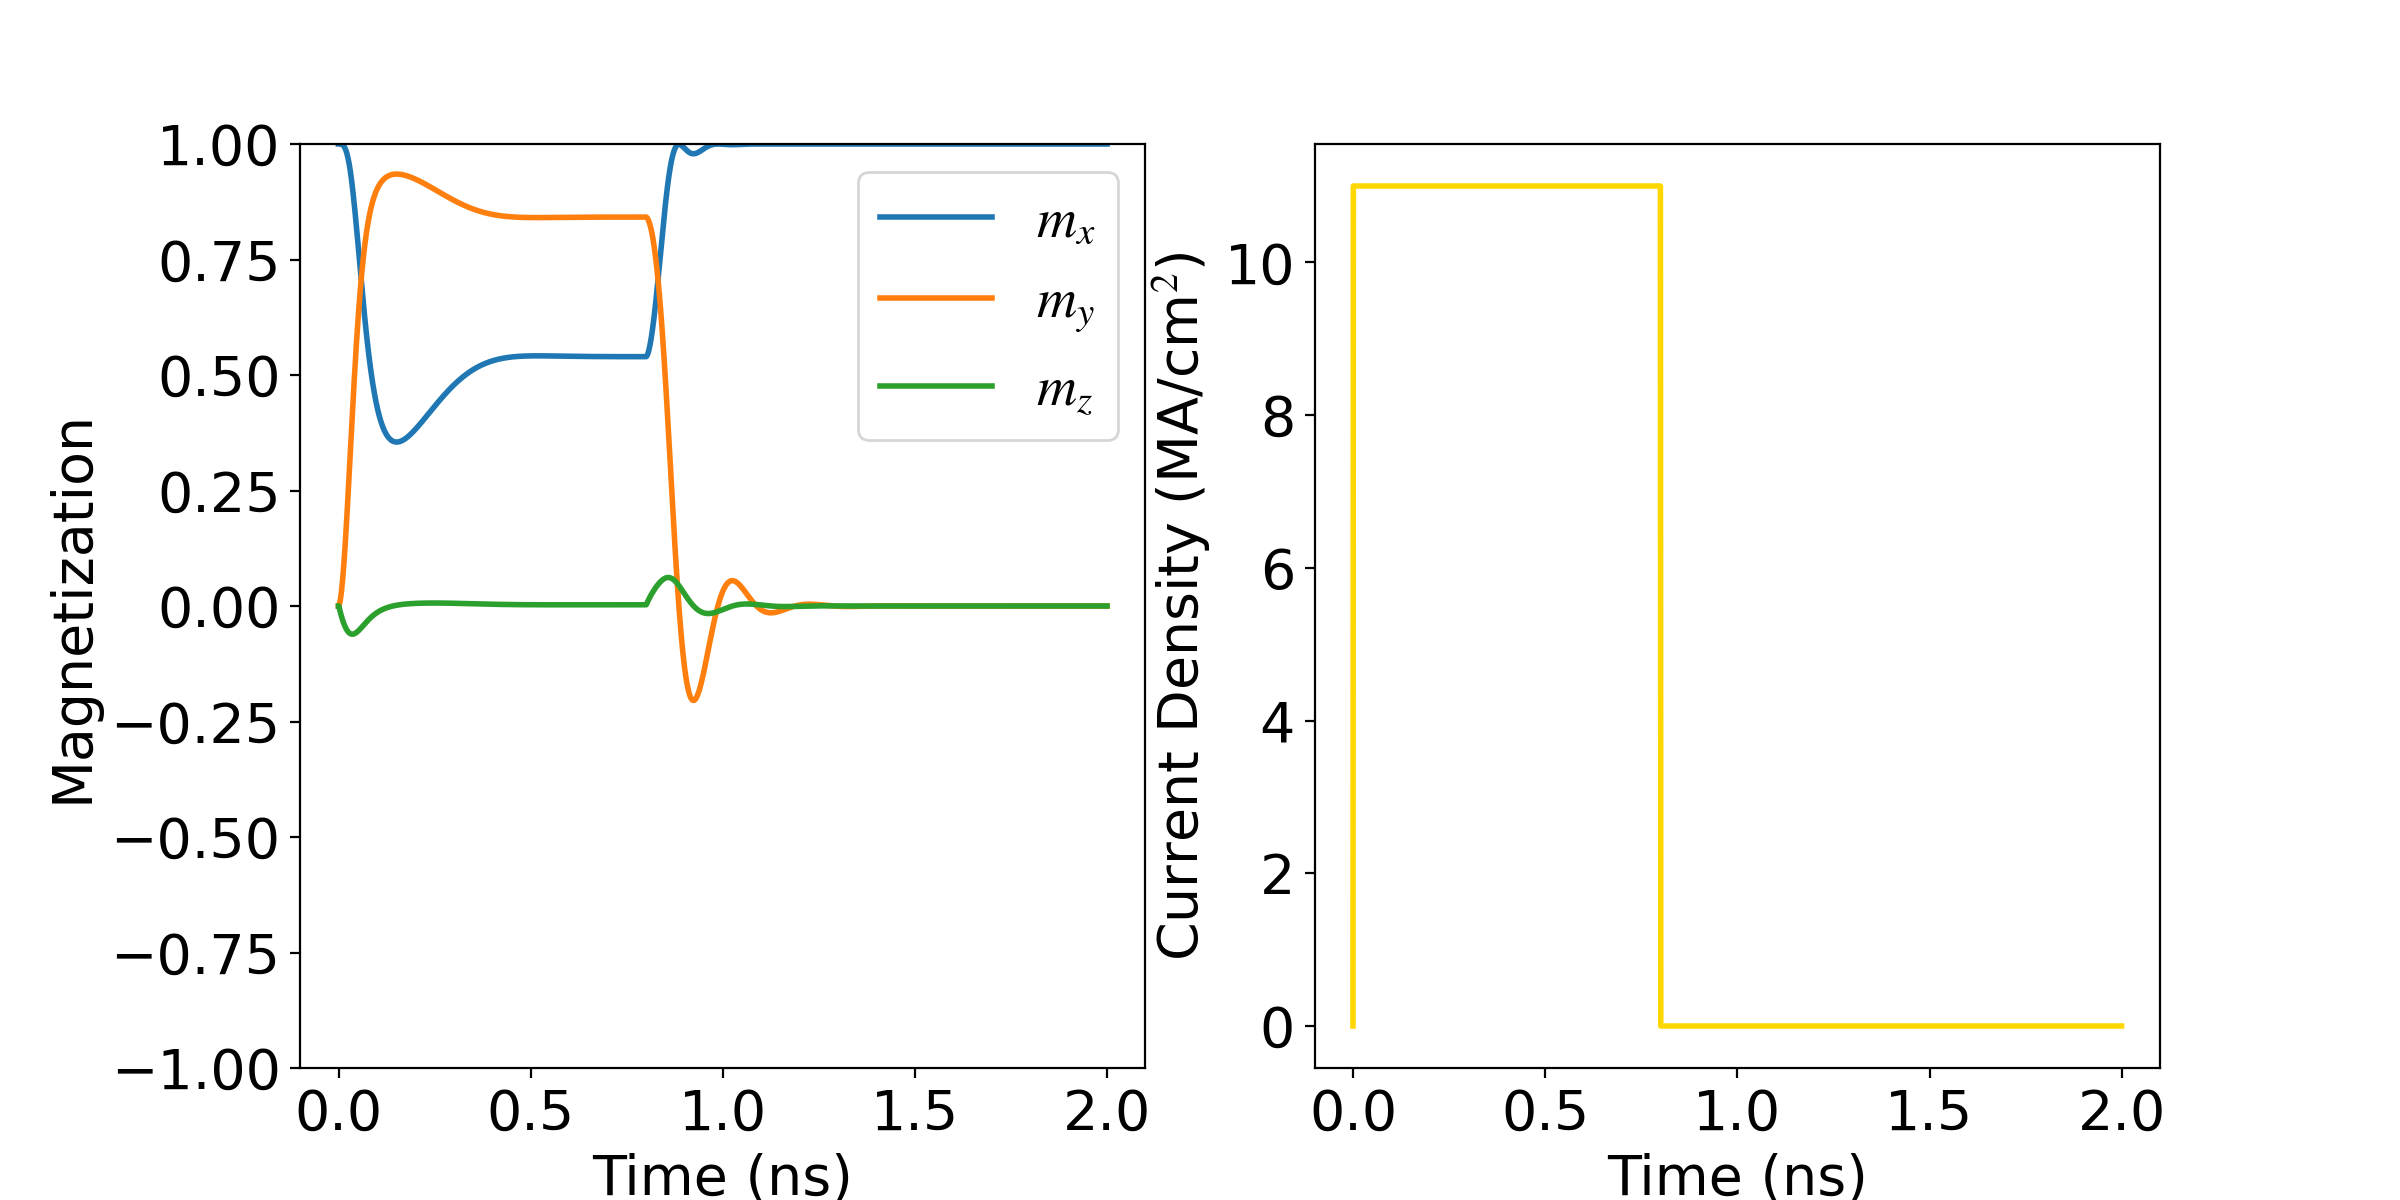 1.00
0.75
0.50
0.25
0.00
−0.25
−0.50
−0.75
−1.00
Magnetization
0.0 0.5 1.0 1.5 2.0
Time (ns)
m_x
m_y
m_z
Current Density (MA/cm²)
10
8
6
4
2
0
0.0 0.5 1.0 1.5 2.0
Time (ns)